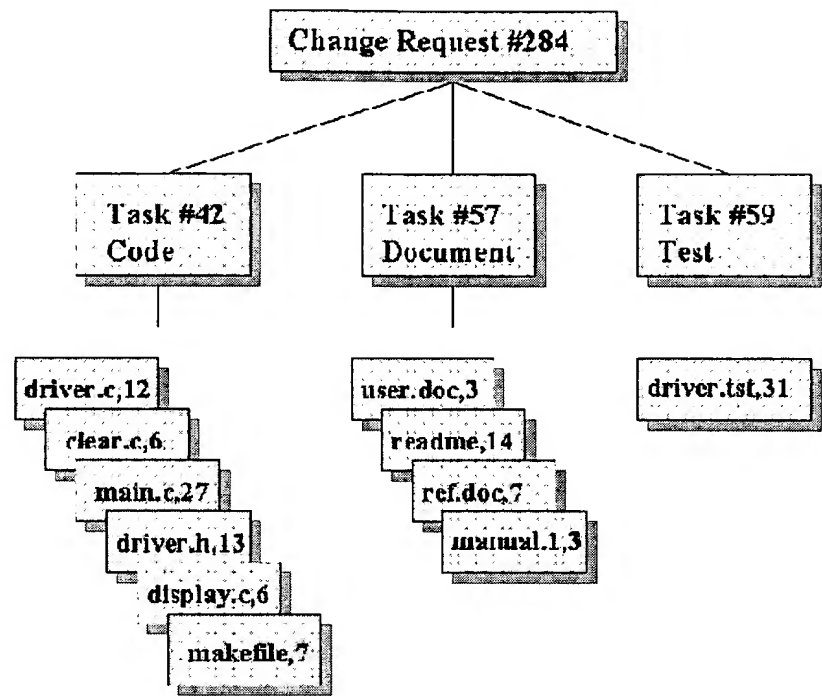 Change Request #284
Task #42
Code
Task #57
Document
Task #59
Test
driver.c,12
clear.c,6
main.c,27
driver.h,13
display.c,6
makefile,7
user.doc,3
readme,14
ref.doc,7
manual.1,3
driver.tst,31